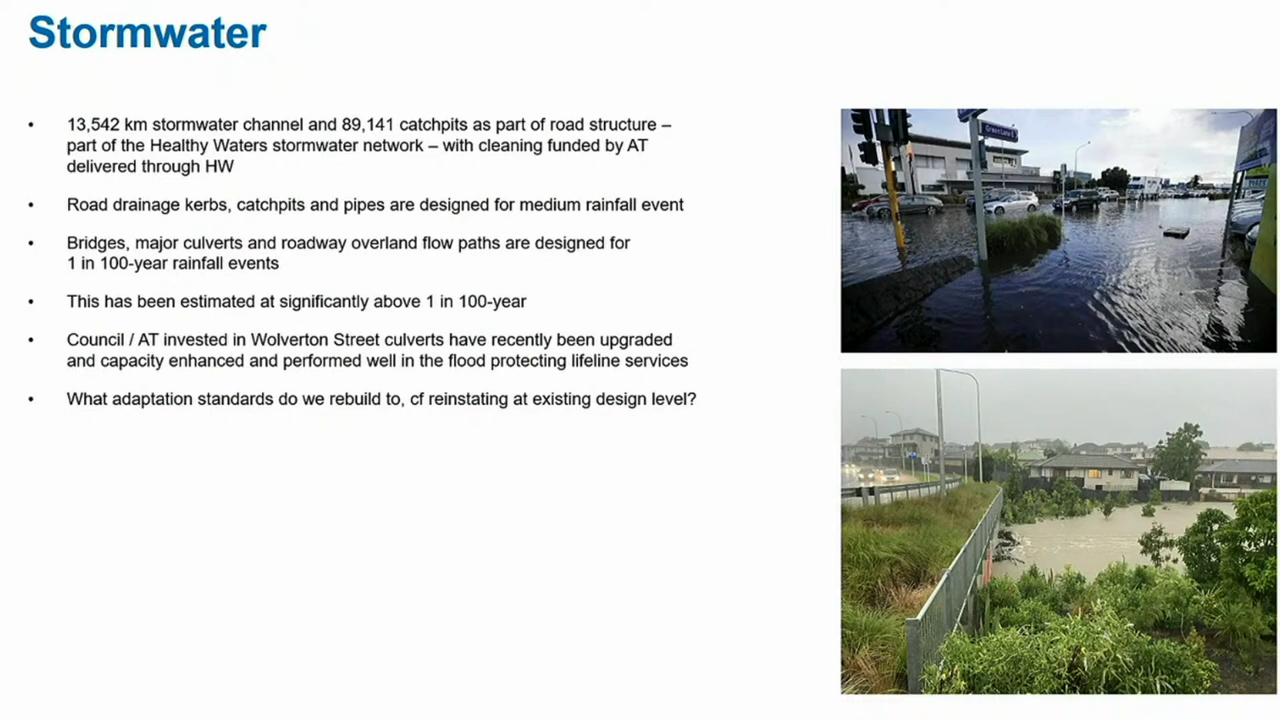 Stormwater
• 13,542 km stormwater channel and 89,141 catchpits as part of road structure –
part of the Healthy Waters stormwater network – with cleaning funded by AT
delivered through HW
• Road drainage kerbs, catchpits and pipes are designed for medium rainfall event
• Bridges, major culverts and roadway overland flow paths are designed for
1 in 100-year rainfall events
• This has been estimated at significantly above 1 in 100-year
• Council / AT invested in Wolverton Street culverts have recently been upgraded
and capacity enhanced and performed well in the flood protecting lifeline services
• What adaptation standards do we rebuild to, cf reinstating at existing design level?